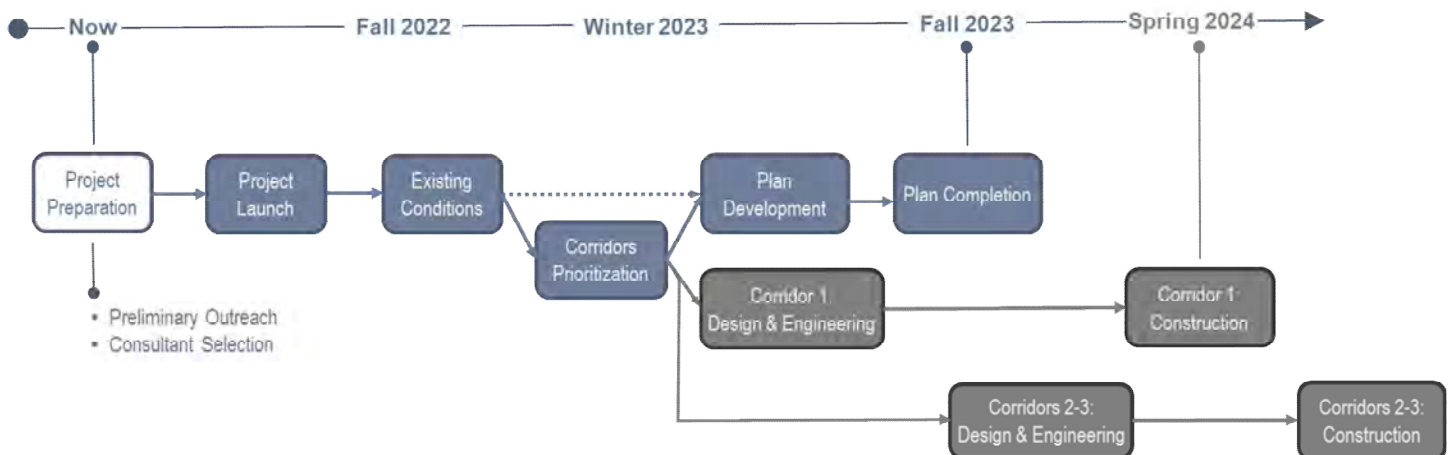 Now
Fall 2022
Winter 2023
Fall 2023
Spring 2024
Project
Preparation
Project
Launch
Existing
Conditions
Corridors
Prioritization
Plan
Development
Plan Completion
• Preliminary Outreach
• Consultant Selection
Corridor 1
Design & Engineering
Corridor 1
Construction
Corridors 2-3:
Design & Engineering
Corridors 2-3:
Construction